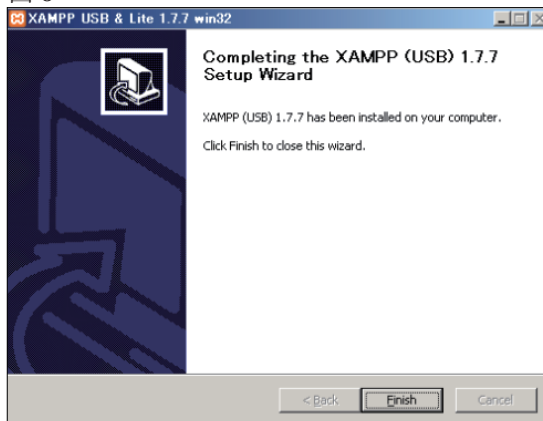 XAMPP USB & Lite 1.7.7 win32
Completing the XAMPP (USB) 1.7.7
Setup Wizard
XAMPP (USB) 1.7.7 has been installed on your computer.
Click Finish to close this wizard.
< Back
Finish
Cancel